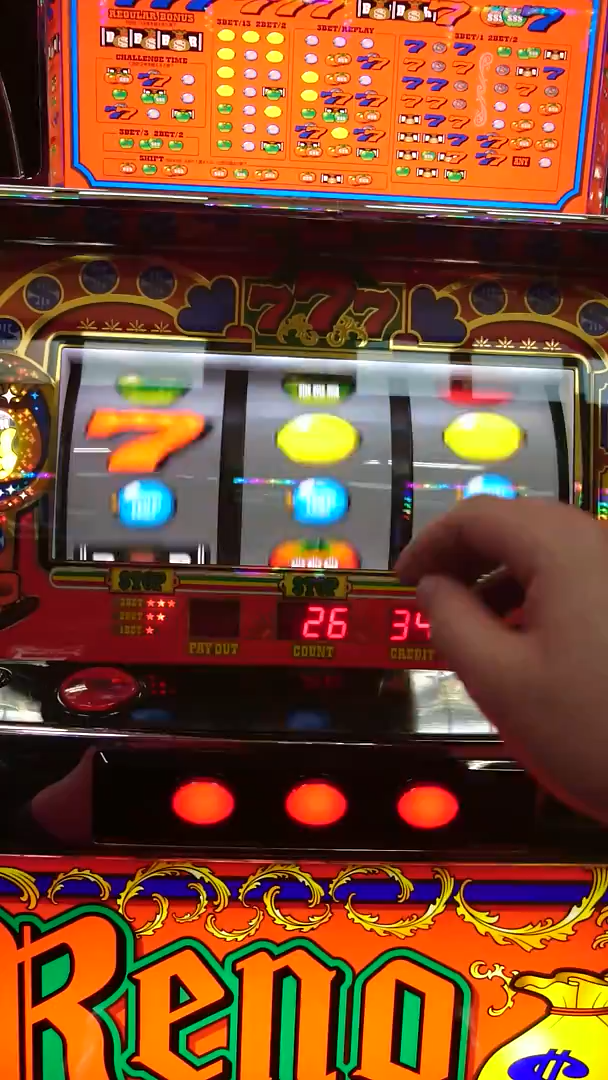 REGULAR BONUS
3BET/13 2BET/2
3BET/REPLAY
3BET/1 2BET/2
CHALLENGE TIME
3BET/3 2BET/2
SHIFT
ANY
777
STOP STOP
3BET ★★★
2BET ★★
1BET ★
26 34
PAY OUT COUNT CREDIT
Reno